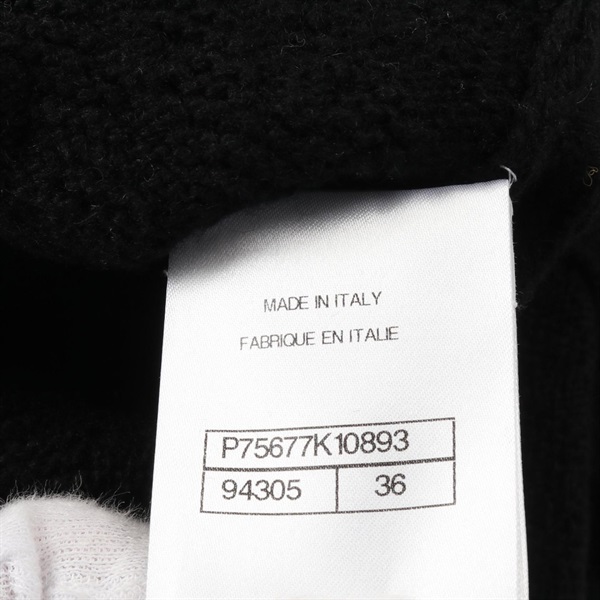 MADE IN ITALY
FABRIQUE EN ITALIE
P75677K10893
94305 36